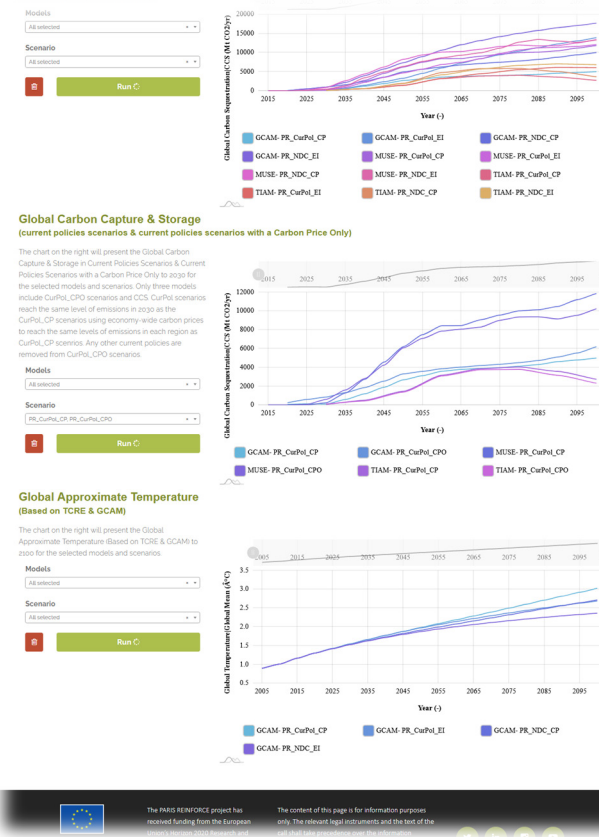 Models
All selected
Scenario
All selected
Run
Global Carbon Sequestration|CCS (Mt CO2/yr)
20000
15000
10000
5000
0
2015 2025 2035 2045 2055 2065 2075 2085 2095
Year (-)
GCAM- PR_CurPol_CP GCAM- PR_CurPol_EI GCAM- PR_NDC_CP
GCAM- PR_NDC_EI MUSE- PR_CurPol_CP MUSE- PR_CurPol_EI
MUSE- PR_NDC_CP MUSE- PR_NDC_EI TIAM- PR_CurPol_CP
TIAM- PR_CurPol_EI TIAM- PR_NDC_CP TIAM- PR_NDC_EI
Global Carbon Capture & Storage
(current policies scenarios & current policies scenarios with a Carbon Price Only)
The chart on the right will present the Global Carbon
Capture & Storage in Current Policies Scenarios & Current
Policies Scenarios with a Carbon Price Only to 2030 for
the selected models and scenarios. Only three models
include CurPol_CPO scenarios and CCS. CurPol scenarios
reach the same level of emissions in 2030 as the
CurPol_CP scenarios using economy-wide carbon prices
to reach the same levels of emissions in each region as
CurPol_CP scenrios. Any other current policies are
removed from CurPol_CPO scenarios.
Models
All selected
Scenario
PR_CurPol_CP, PR_CurPol_CPO
Run
2015 2025 2035 2045 2055 2065 2075 2085 2095
Global Carbon Sequestration|CCS (Mt CO2/yr)
12000
10000
8000
6000
4000
2000
0
2015 2025 2035 2045 2055 2065 2075 2085 2095
Year (-)
GCAM- PR_CurPol_CP GCAM- PR_CurPol_CPO MUSE- PR_CurPol_CP
MUSE- PR_CurPol_CPO TIAM- PR_CurPol_CP TIAM- PR_CurPol_CPO
Global Approximate Temperature
(Based on TCRE & GCAM)
The chart on the right will present the Global
Approximate Temperature (Based on TCRE & GCAM) to
2100 for the selected models and scenarios.
Models
All selected
Scenario
All selected
Run
2005 2015 2025 2035 2045 2055 2065 2075 2085 2095
Global Temperature|Global Mean (Â°C)
3.5
3.0
2.5
2.0
1.5
1.0
0.5
2005 2015 2025 2035 2045 2055 2065 2075 2085 2095
Year (-)
GCAM- PR_CurPol_CP GCAM- PR_CurPol_EI GCAM- PR_NDC_CP
GCAM- PR_NDC_EI
The PARIS REINFORCE project has
received funding from the European
Union's Horizon 2020 Research and
The content of this page is for information purposes
only. The relevant legal instruments and the text of the
call shall take precedence over the information